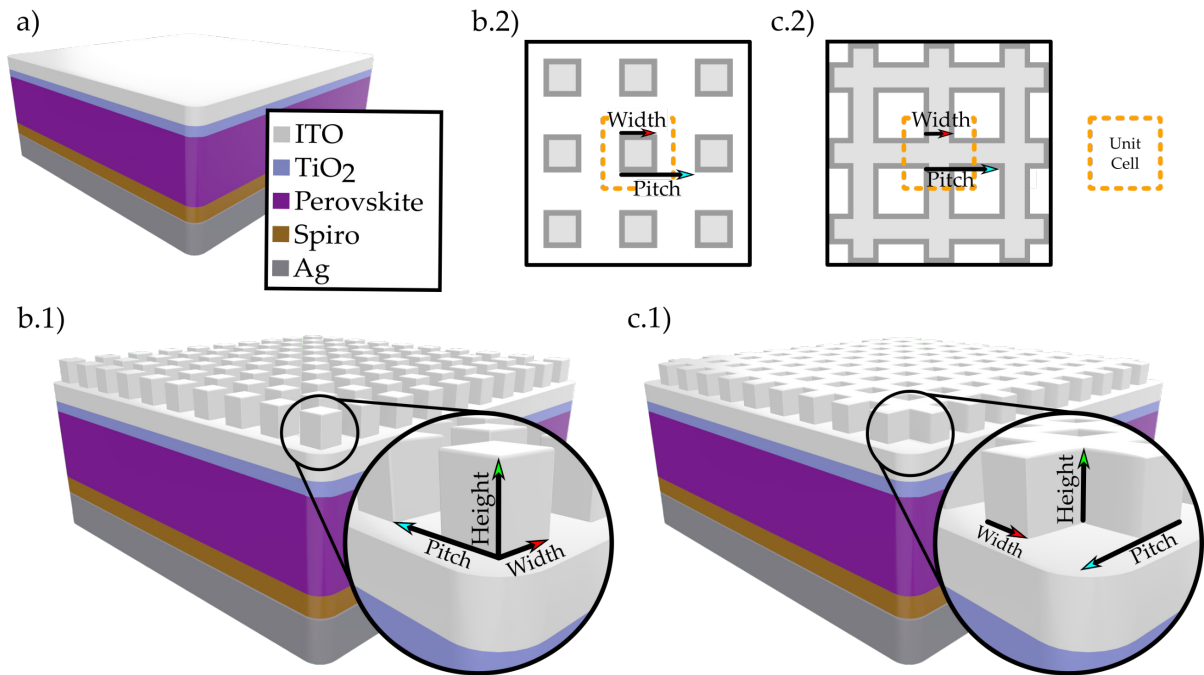 a)
ITO
TiO2
Perovskite
Spiro
Ag
b.2)
Width
Pitch
c.2)
Width
Pitch
Unit
Cell
b.1)
Height
Pitch
Width
c.1)
Height
Width
Pitch